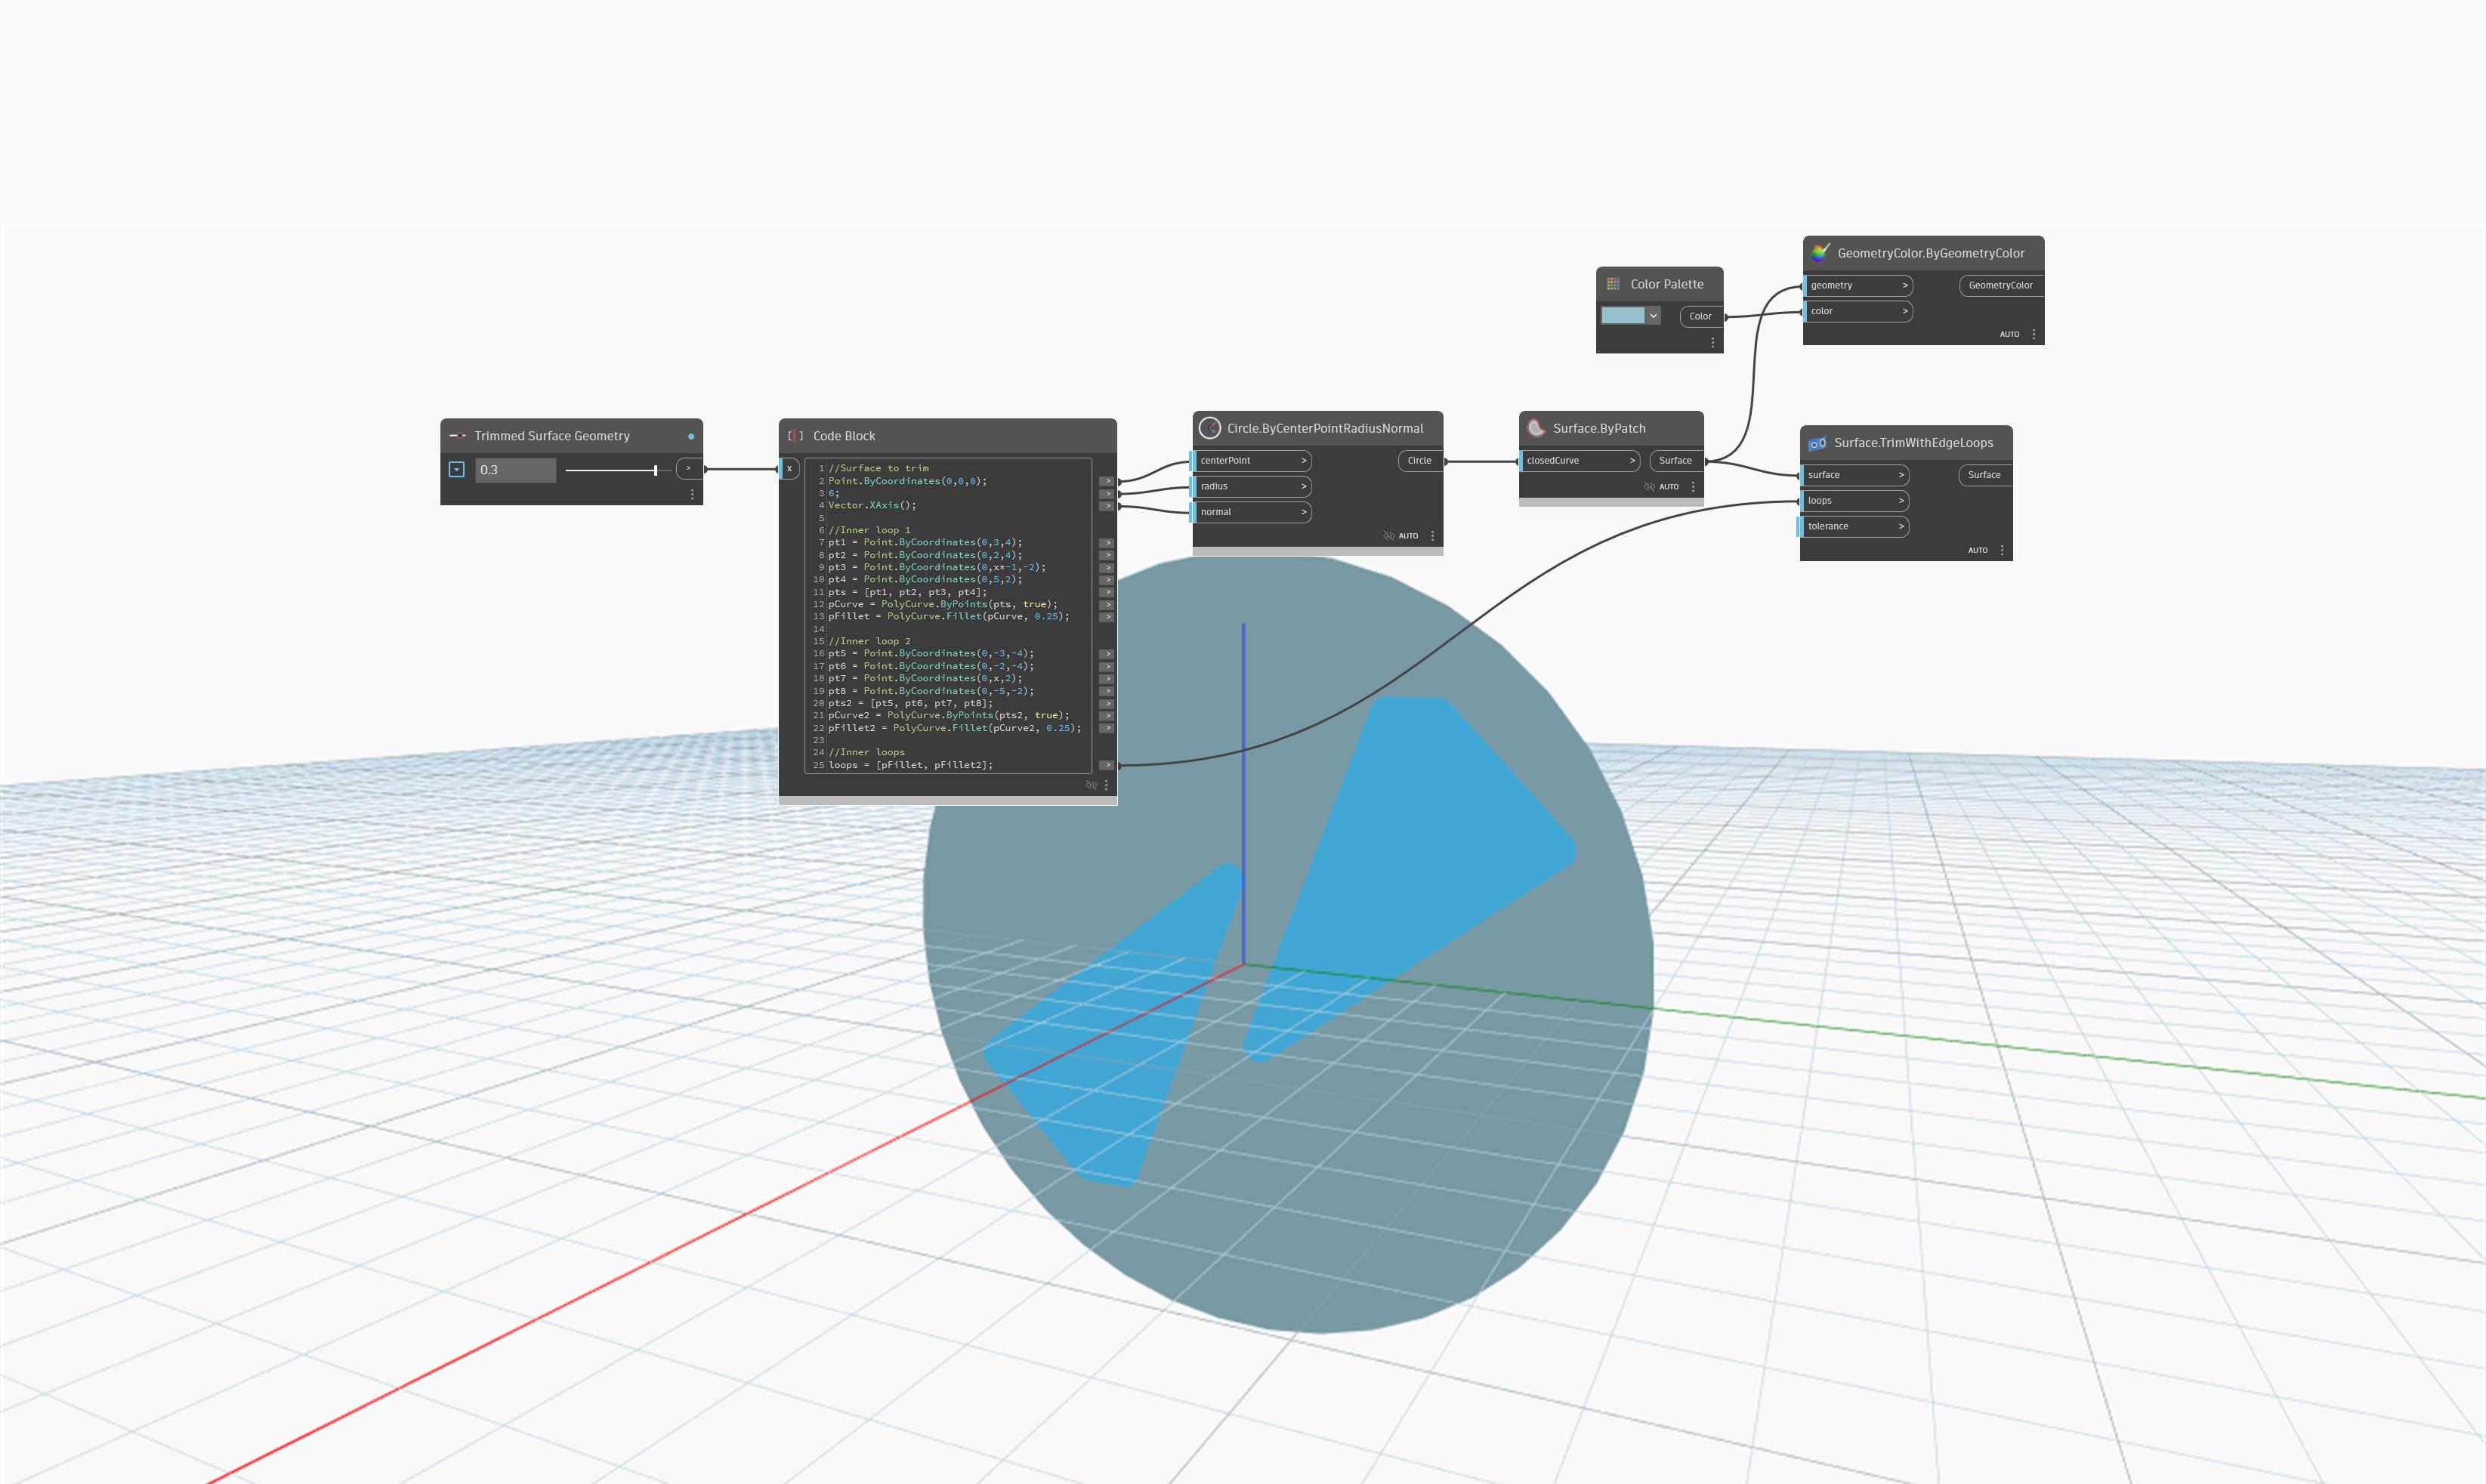 Trimmed Surface Geometry
0.3
>
Code Block
x
1 //Surface to trim
2 Point.ByCoordinates(0,0,0);
3 6;
4 Vector.XAxis();
5
6 //Inner loop 1
7 pt1 = Point.ByCoordinates(0,3,4);
8 pt2 = Point.ByCoordinates(0,2,4);
9 pt3 = Point.ByCoordinates(0,x*-1,-2);
10 pt4 = Point.ByCoordinates(0,5,2);
11 pts = [pt1, pt2, pt3, pt4];
12 pCurve = PolyCurve.ByPoints(pts, true);
13 pFillet = PolyCurve.Fillet(pCurve, 0.25);
14
15 //Inner loop 2
16 pt5 = Point.ByCoordinates(0,-3,-4);
17 pt6 = Point.ByCoordinates(0,-2,-4);
18 pt7 = Point.ByCoordinates(0,x,2);
19 pt8 = Point.ByCoordinates(0,-5,-2);
20 pts2 = [pt5, pt6, pt7, pt8];
21 pCurve2 = PolyCurve.ByPoints(pts2, true);
22 pFillet2 = PolyCurve.Fillet(pCurve2, 0.25);
23
24 //Inner loops
25 loops = [pFillet, pFillet2];
Circle.ByCenterPointRadiusNormal
centerPoint > Circle
radius >
normal >
AUTO
Surface.ByPatch
closedCurve > Surface
AUTO
Color Palette
Color
GeometryColor.ByGeometryColor
geometry > GeometryColor
color >
AUTO
Surface.TrimWithEdgeLoops
surface > Surface
loops >
tolerance >
AUTO